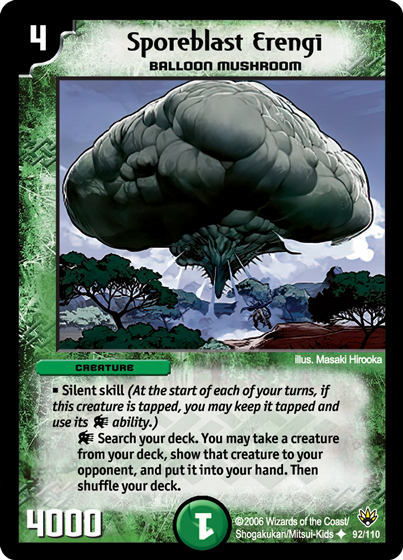 4 Sporeblast Erengi
BALLOON MUSHROOM
illus. Masaki Hirooka
CREATURE
▪ Silent skill (At the start of each of your turns, if
this creature is tapped, you may keep it tapped and
use its ability.)
Search your deck. You may take a creature
from your deck, show that creature to your
opponent, and put it into your hand. Then
shuffle your deck.
4000
1
©2006 Wizards of the Coast/
Shogakukan/Mitsui-Kids ✦ 92/110